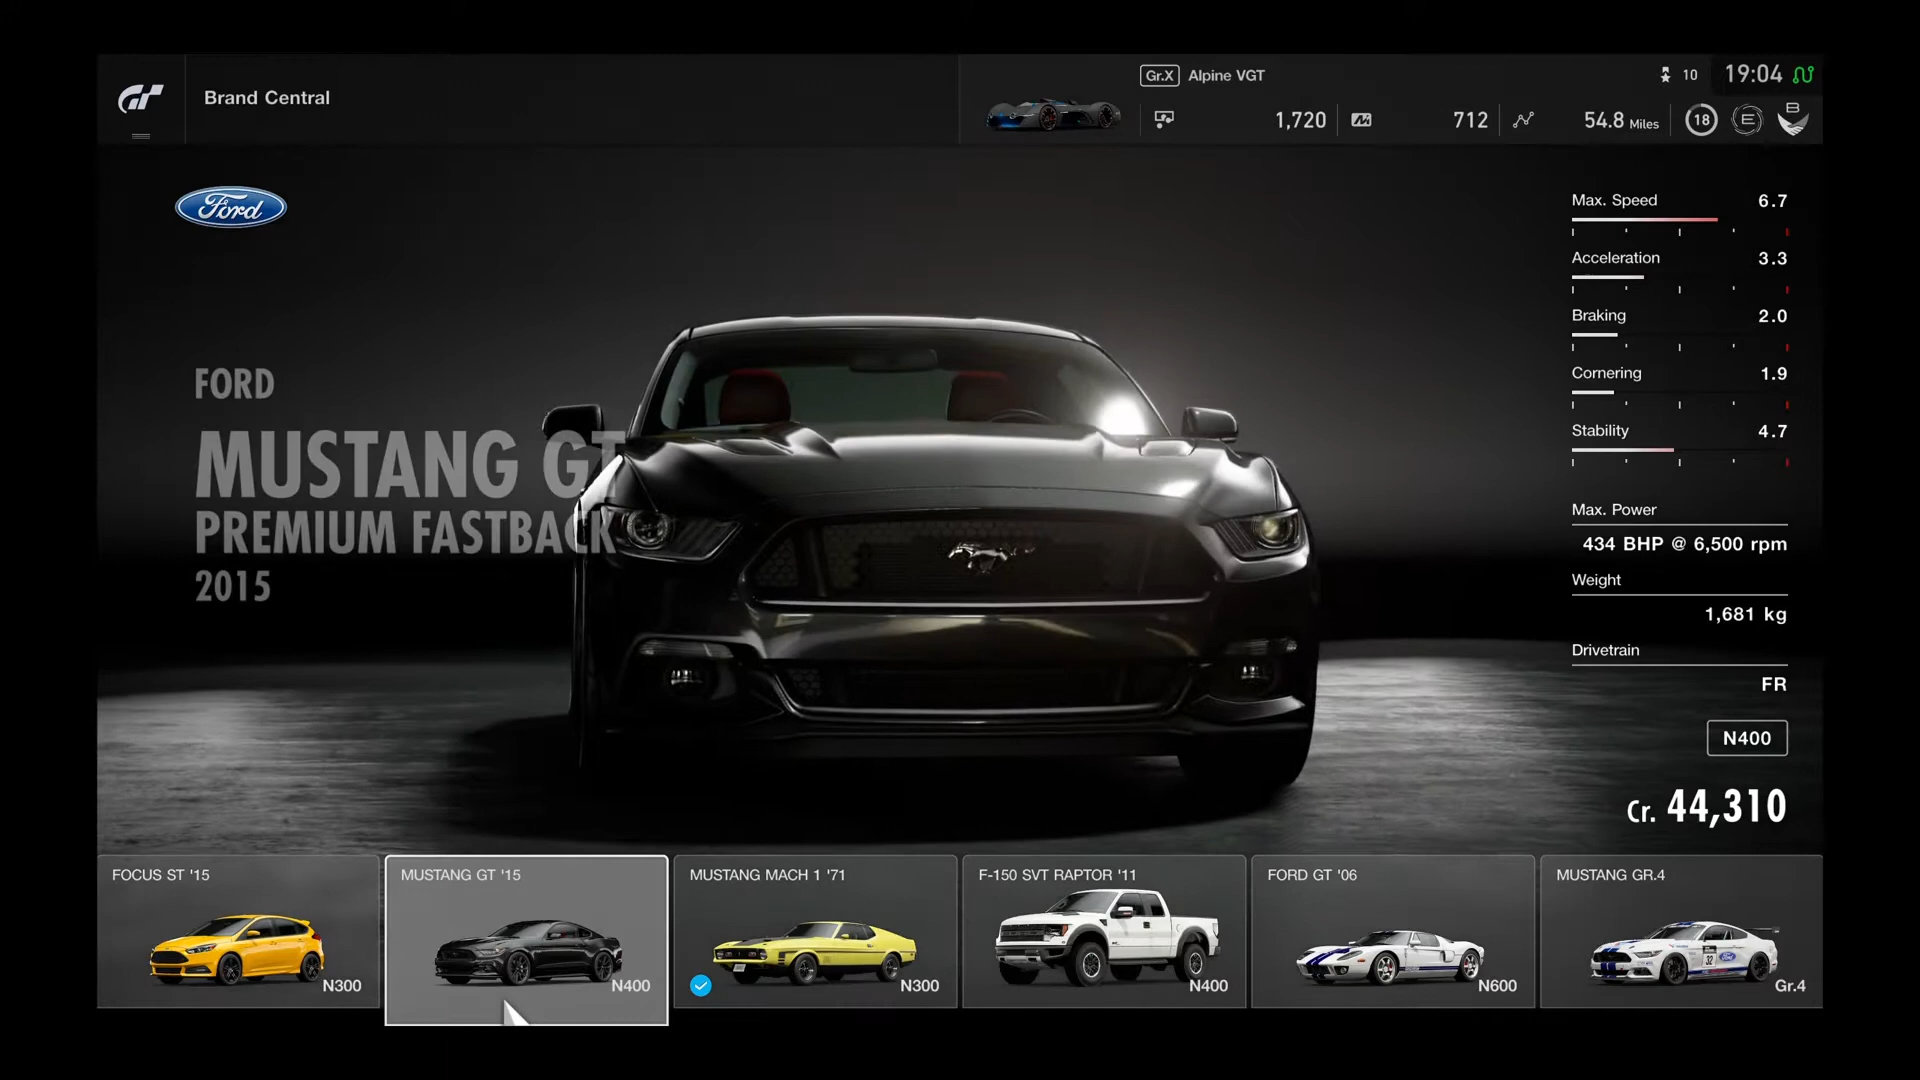 Brand Central
Gr.X Alpine VGT
10 19:04
1,720 712 54.8 Miles 18 E B
Ford
FORD
MUSTANG GT
PREMIUM FASTBACK
2015
Max. Speed 6.7
Acceleration 3.3
Braking 2.0
Cornering 1.9
Stability 4.7
Max. Power
434 BHP @ 6,500 rpm
Weight
1,681 kg
Drivetrain
FR
N400
Cr. 44,310
FOCUS ST '15
N300
MUSTANG GT '15
N400
MUSTANG MACH 1 '71
N300
F-150 SVT RAPTOR '11
N400
FORD GT '06
N600
MUSTANG GR.4
32
Ford
Gr.4